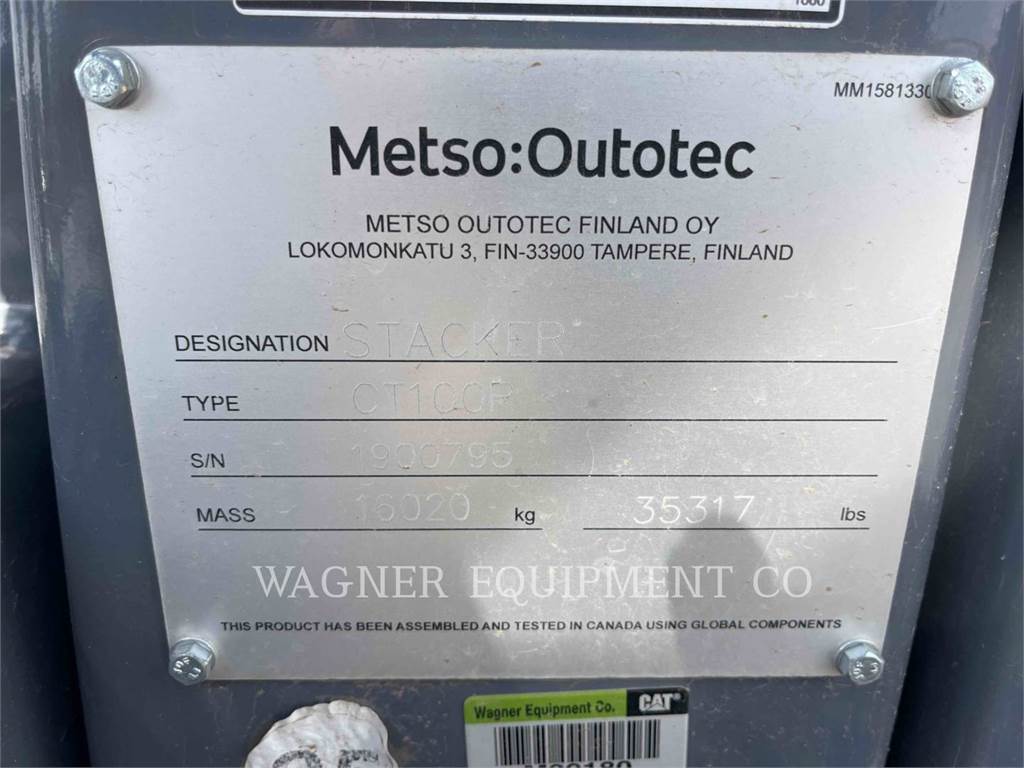 Metso:Outotec
METSO OUTOTEC FINLAND OY
LOKOMONKATU 3, FIN-33900 TAMPERE, FINLAND
DESIGNATION STACKER
TYPE CT100R
S/N 1900795
MASS 16020 kg 35317 lbs
WAGNER EQUIPMENT CO
THIS PRODUCT HAS BEEN ASSEMBLED AND TESTED IN CANADA USING GLOBAL COMPONENTS
Wagner Equipment Co. CAT